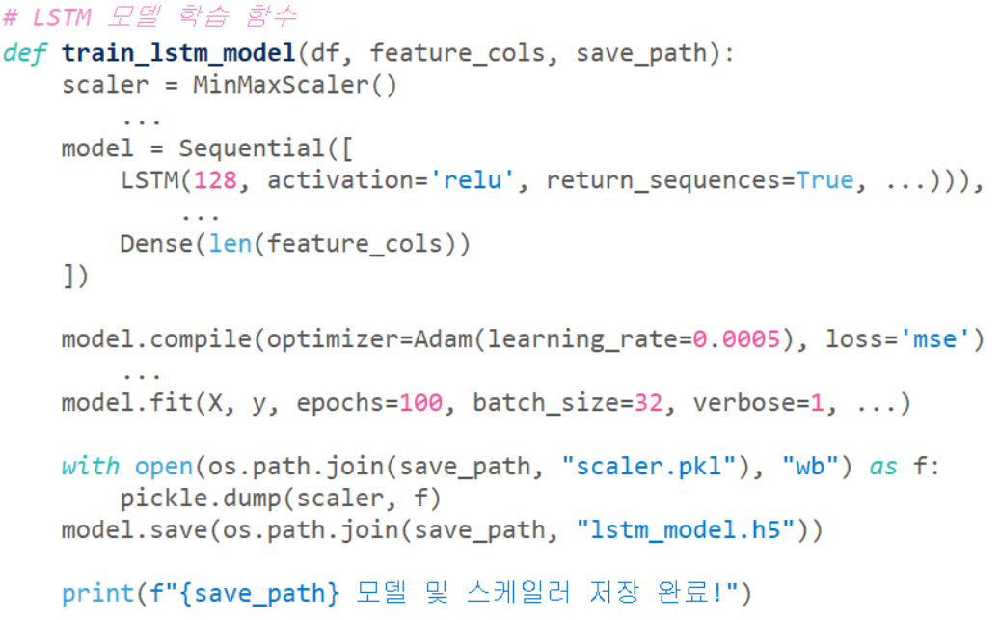 # LSTM 모델 학습 함수
def train_lstm_model(df, feature_cols, save_path):
    scaler = MinMaxScaler()
        ...
    model = Sequential([
        LSTM(128, activation='relu', return_sequences=True, ...))),
            ...
        Dense(len(feature_cols))
    ])
    model.compile(optimizer=Adam(learning_rate=0.0005), loss='mse')
        ...
    model.fit(X, y, epochs=100, batch_size=32, verbose=1, ...)
    with open(os.path.join(save_path, "scaler.pkl"), "wb") as f:
        pickle.dump(scaler, f)
    model.save(os.path.join(save_path, "lstm_model.h5"))
    print(f"{save_path} 모델 및 스케일러 저장 완료!")